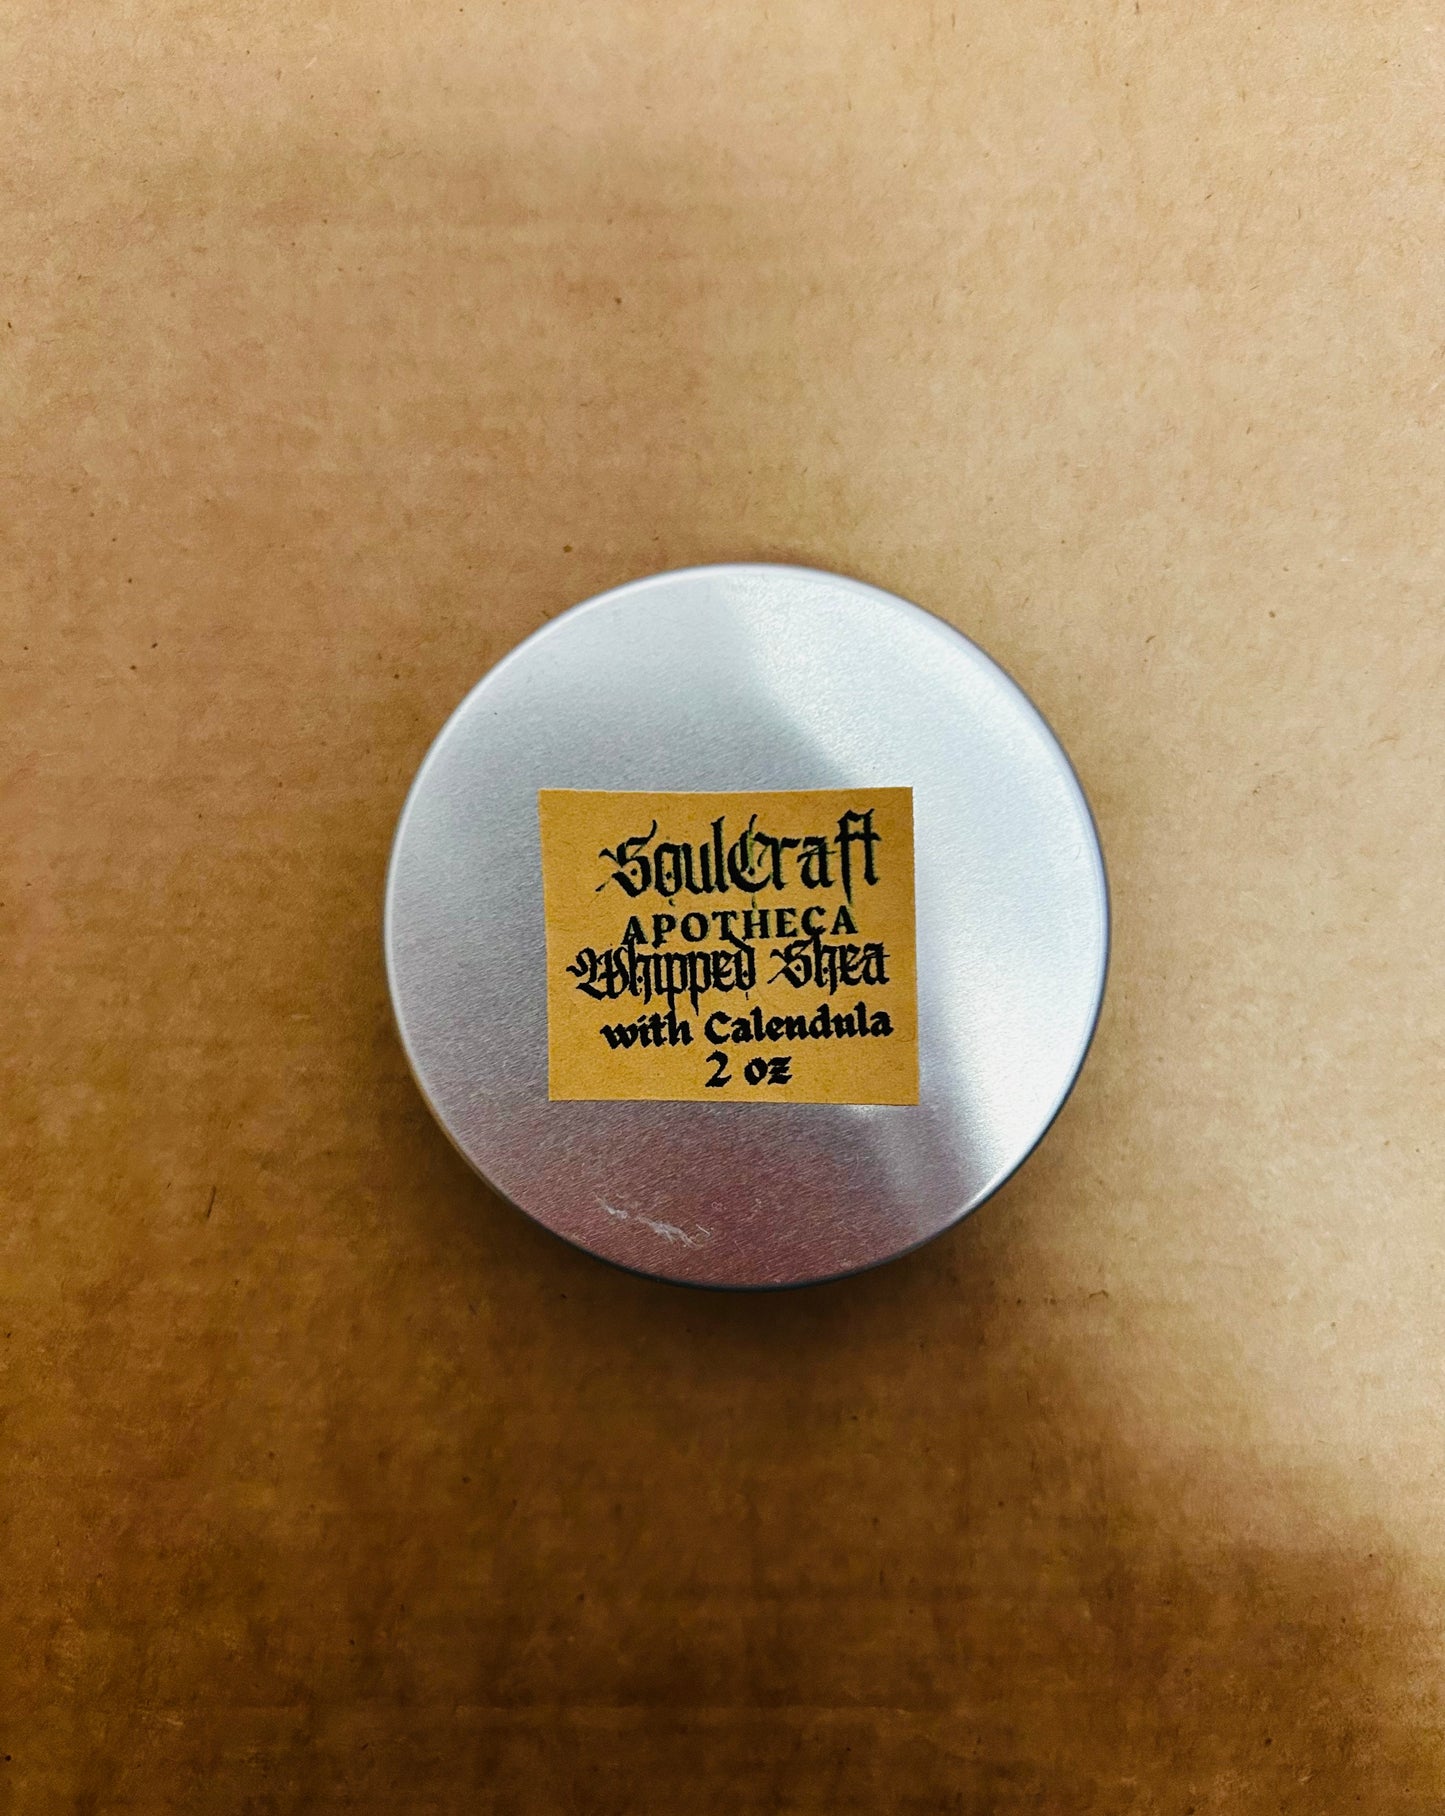 SoulCraft
APOTHECA
Whipped Shea
with Calendula
2 oz